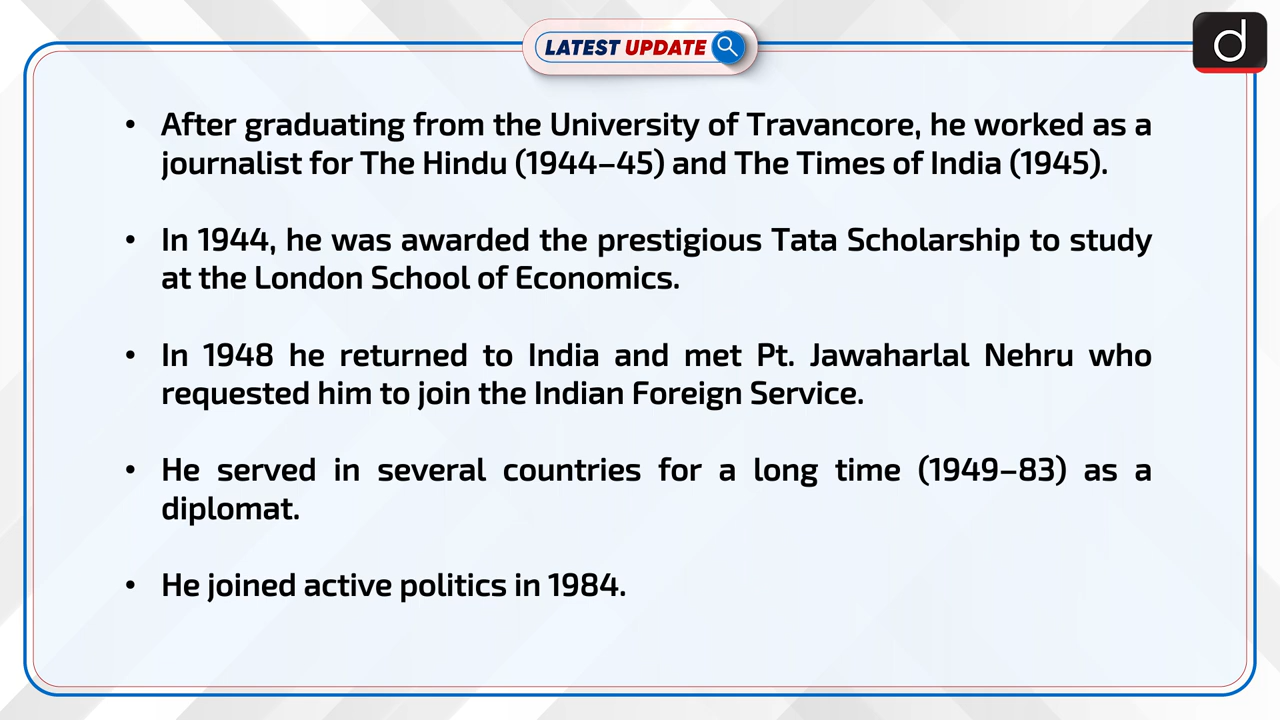 LATEST UPDATE
d
• After graduating from the University of Travancore, he worked as a
journalist for The Hindu (1944–45) and The Times of India (1945).
• In 1944, he was awarded the prestigious Tata Scholarship to study
at the London School of Economics.
• In 1948 he returned to India and met Pt. Jawaharlal Nehru who
requested him to join the Indian Foreign Service.
• He served in several countries for a long time (1949–83) as a
diplomat.
• He joined active politics in 1984.